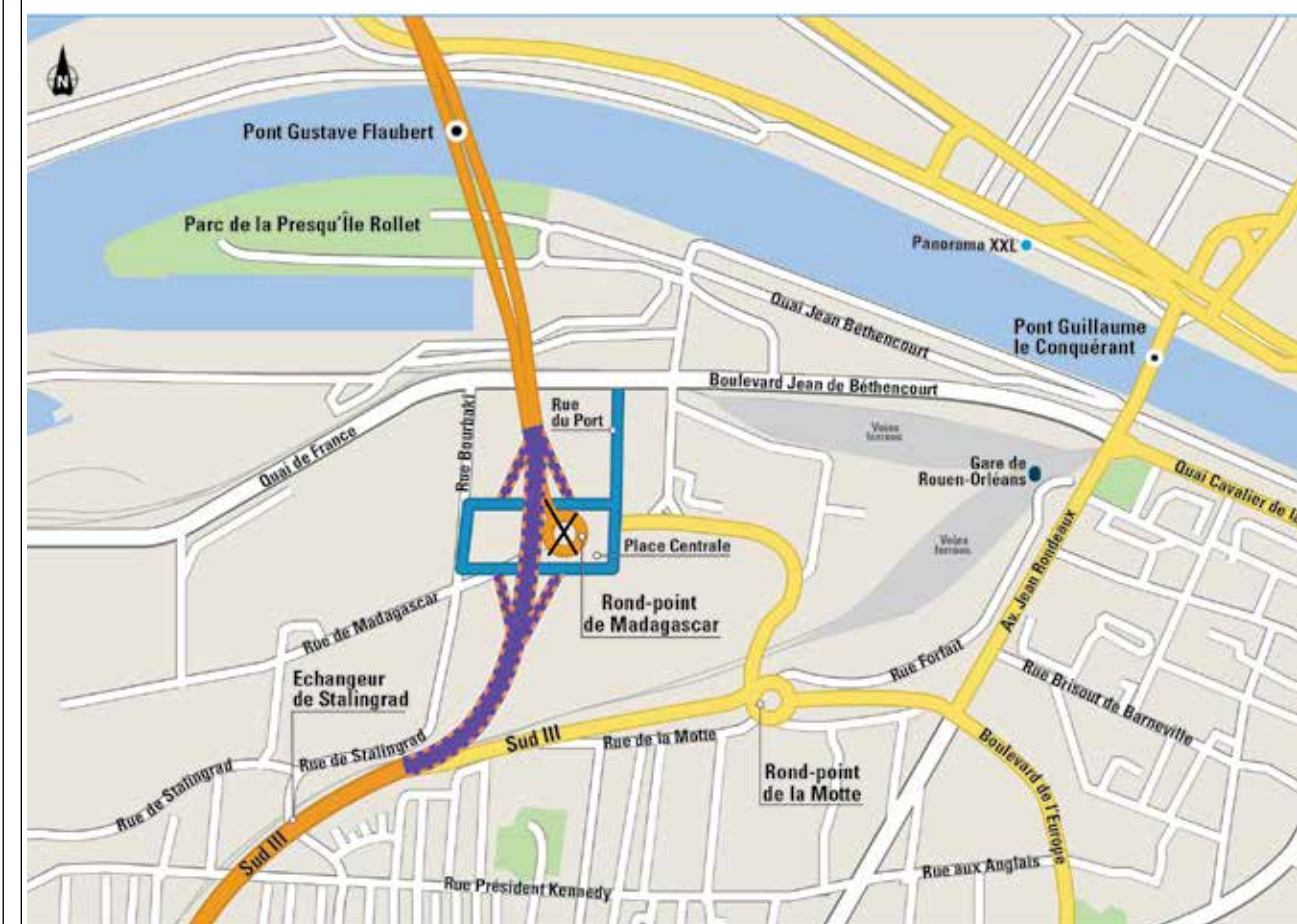 N
Pont Gustave Flaubert
Parc de la Presqu'Île Rollet
Panorama XXL
Quai Jean Béthencourt
Pont Guillaume
le Conquérant
Boulevard Jean de Béthencourt
Rue
du Port
Rue Bourbaki
Quai de France
Voies
ferrées
Gare de
Rouen-Orléans
Quai Cavalier de la
Place Centrale
Voies
ferrées
Av. Jean Rondeaux
Rond-point
de Madagascar
Rue de Madagascar
Rue Forfait
Echangeur
de Stalingrad
Rue Brisout de Barneville
Sud III
Rue de la Motte
Rue de Stalingrad
Rue de Stalingrad
Boulevard de l'Europe
Rond-point
de la Motte
Sud III
Rue aux Anglais
Rue Président Kennedy